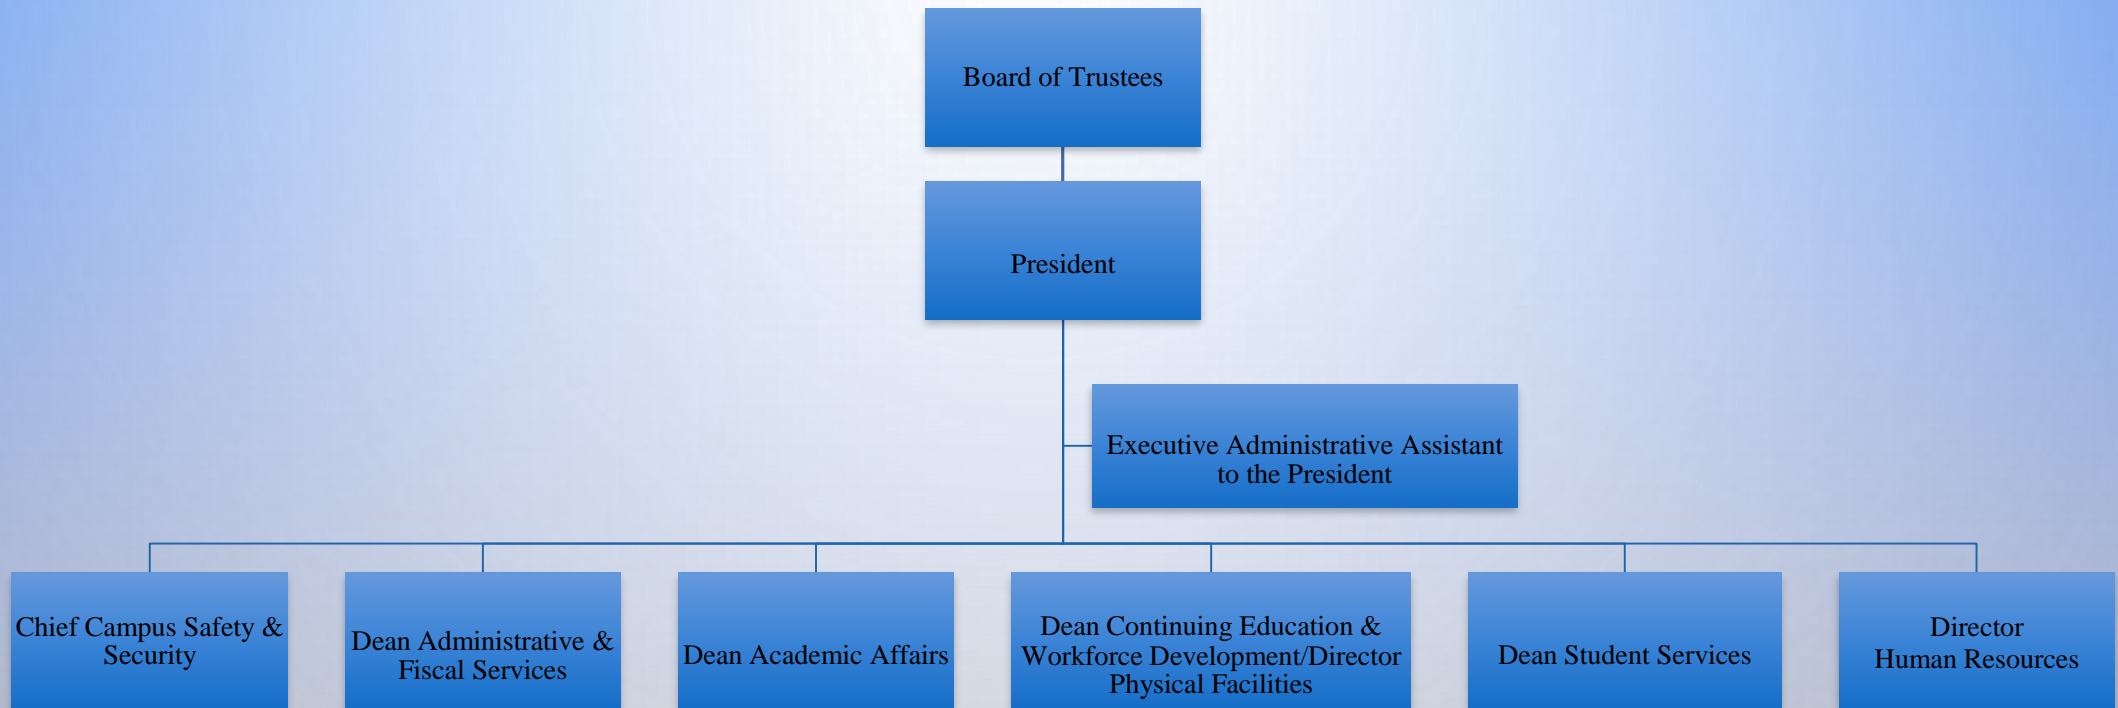 Board of Trustees
President
Executive Administrative Assistant
to the President
Chief Campus Safety &
Security
Dean Administrative &
Fiscal Services
Dean Academic Affairs
Dean Continuing Education &
Workforce Development/Director
Physical Facilities
Dean Student Services
Director
Human Resources